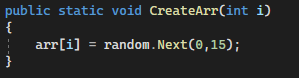 public static void CreateArr(int i)
{
    arr[i] = random.Next(0,15);
}